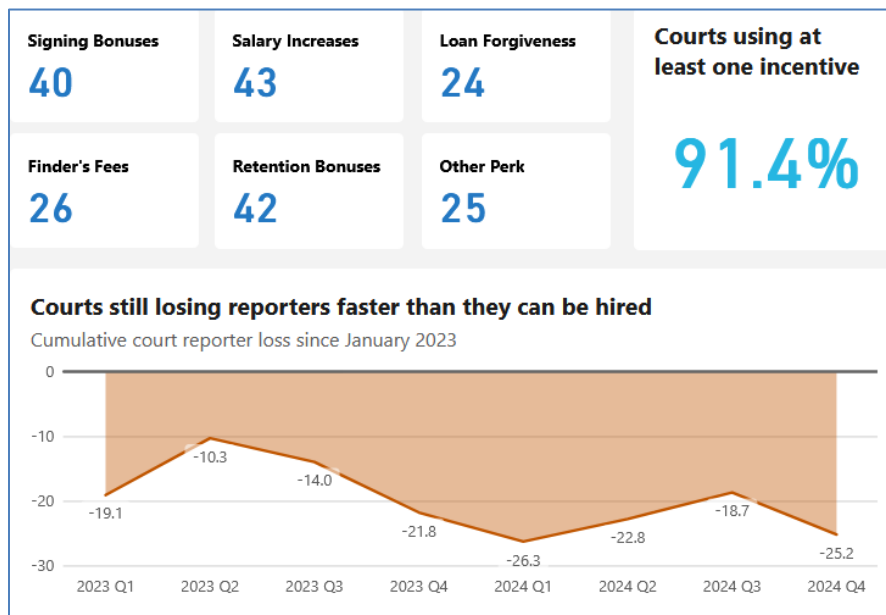 Signing Bonuses
40
Salary Increases
43
Loan Forgiveness
24
Courts using at
least one incentive
91.4%
Finder's Fees
26
Retention Bonuses
42
Other Perk
25
Courts still losing reporters faster than they can be hired
Cumulative court reporter loss since January 2023
0
-10
-20
-30
-19.1
-10.3
-14.0
-21.8
-26.3
-22.8
-18.7
-25.2
2023 Q1
2023 Q2
2023 Q3
2023 Q4
2024 Q1
2024 Q2
2024 Q3
2024 Q4